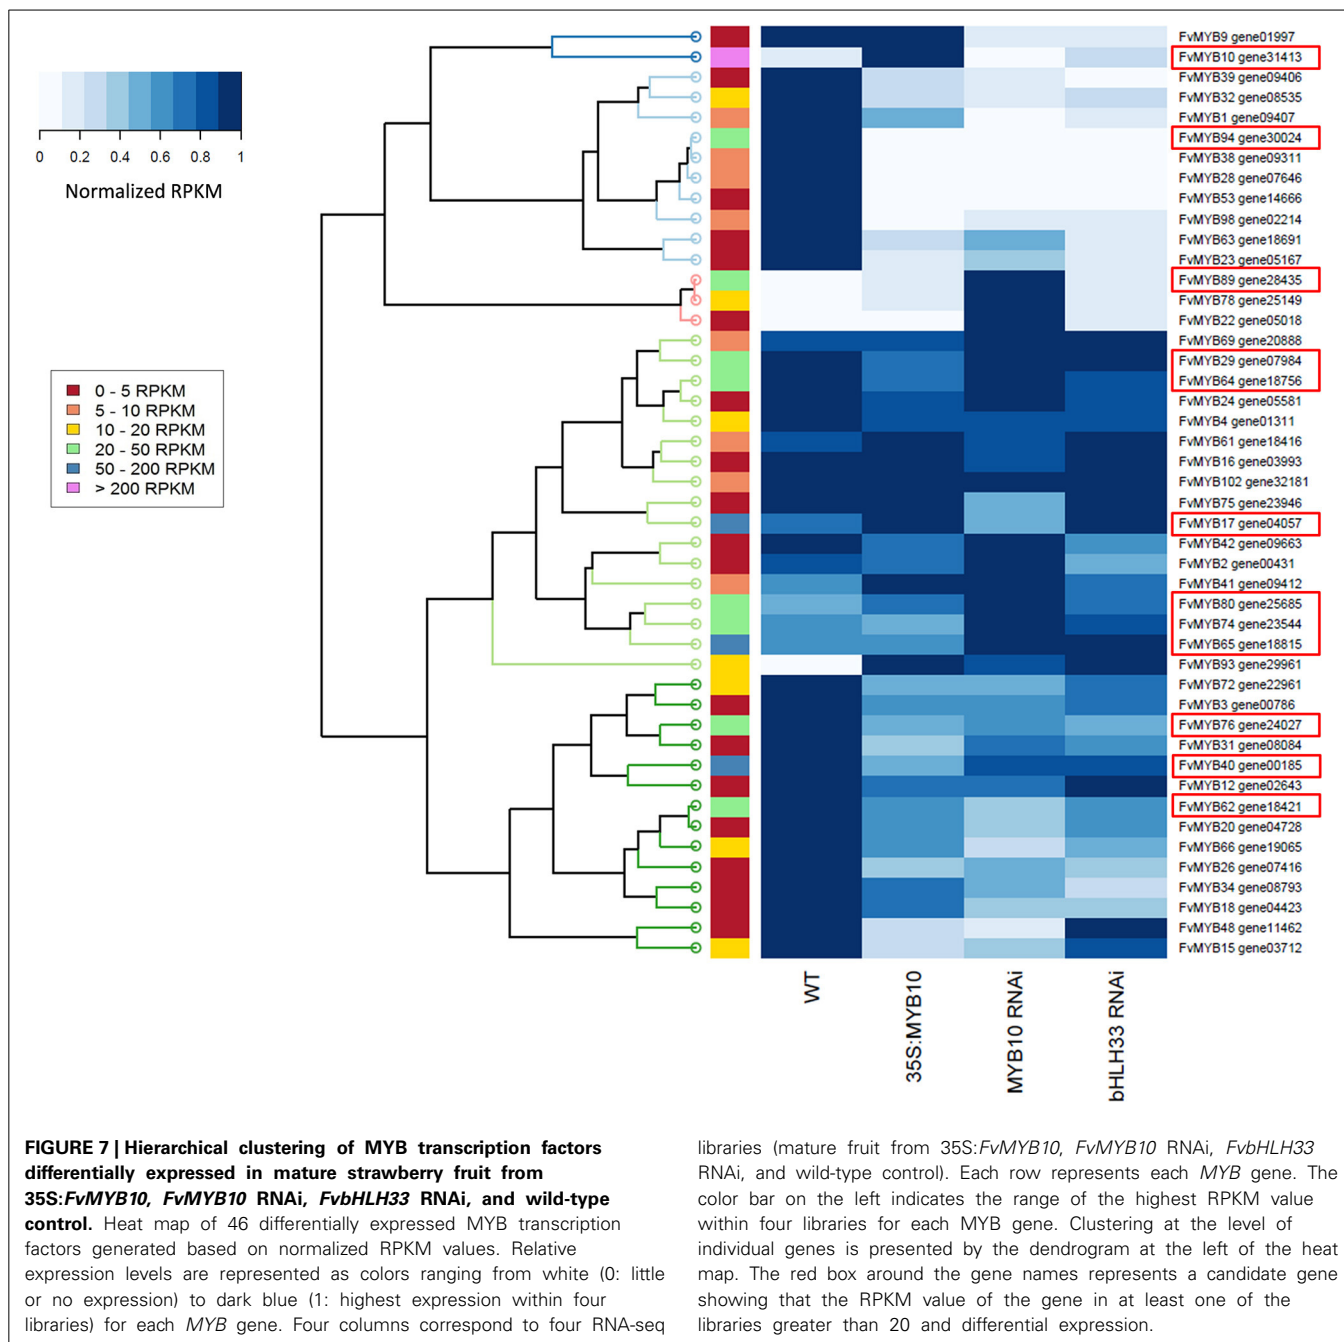 0 0.2 0.4 0.6 0.8 1
Normalized RPKM
0 - 5 RPKM
5 - 10 RPKM
10 - 20 RPKM
20 - 50 RPKM
50 - 200 RPKM
> 200 RPKM
FvMYB9 gene01997
FvMYB10 gene31413
FvMYB39 gene09406
FvMYB32 gene08535
FvMYB1 gene09407
FvMYB94 gene30024
FvMYB38 gene09311
FvMYB28 gene07646
FvMYB53 gene14666
FvMYB98 gene02214
FvMYB63 gene18691
FvMYB23 gene05167
FvMYB89 gene28435
FvMYB78 gene25149
FvMYB22 gene05018
FvMYB69 gene20888
FvMYB29 gene07984
FvMYB64 gene18756
FvMYB24 gene05581
FvMYB4 gene01311
FvMYB61 gene18416
FvMYB16 gene03993
FvMYB102 gene32181
FvMYB75 gene23946
FvMYB17 gene04057
FvMYB42 gene09663
FvMYB2 gene00431
FvMYB41 gene09412
FvMYB80 gene25685
FvMYB74 gene23544
FvMYB65 gene18815
FvMYB93 gene29961
FvMYB72 gene22961
FvMYB3 gene00786
FvMYB76 gene24027
FvMYB31 gene08084
FvMYB40 gene00185
FvMYB12 gene02643
FvMYB62 gene18421
FvMYB20 gene04728
FvMYB66 gene19065
FvMYB26 gene07416
FvMYB34 gene08793
FvMYB18 gene04423
FvMYB48 gene11462
FvMYB15 gene03712
WT
35S:MYB10
MYB10 RNAi
bHLH33 RNAi
FIGURE 7 | Hierarchical clustering of MYB transcription factors
differentially expressed in mature strawberry fruit from
35S:FvMYB10, FvMYB10 RNAi, FvbHLH33 RNAi, and wild-type
control. Heat map of 46 differentially expressed MYB transcription
factors generated based on normalized RPKM values. Relative
expression levels are represented as colors ranging from white (0: little
or no expression) to dark blue (1: highest expression within four
libraries) for each MYB gene. Four columns correspond to four RNA-seq
libraries (mature fruit from 35S:FvMYB10, FvMYB10 RNAi, FvbHLH33
RNAi, and wild-type control). Each row represents each MYB gene. The
color bar on the left indicates the range of the highest RPKM value
within four libraries for each MYB gene. Clustering at the level of
individual genes is presented by the dendrogram at the left of the heat
map. The red box around the gene names represents a candidate gene
showing that the RPKM value of the gene in at least one of the
libraries greater than 20 and differential expression.